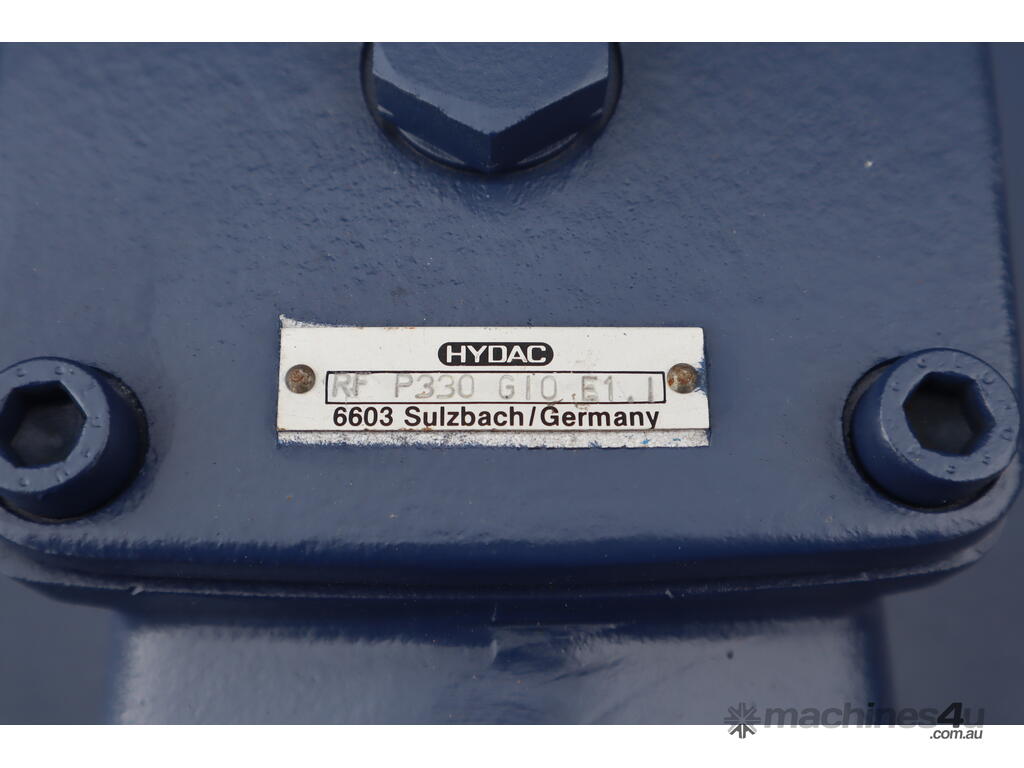 HYDAC
RF P330 G10 E1.1
6603 Sulzbach/Germany
machines4u
.com.au